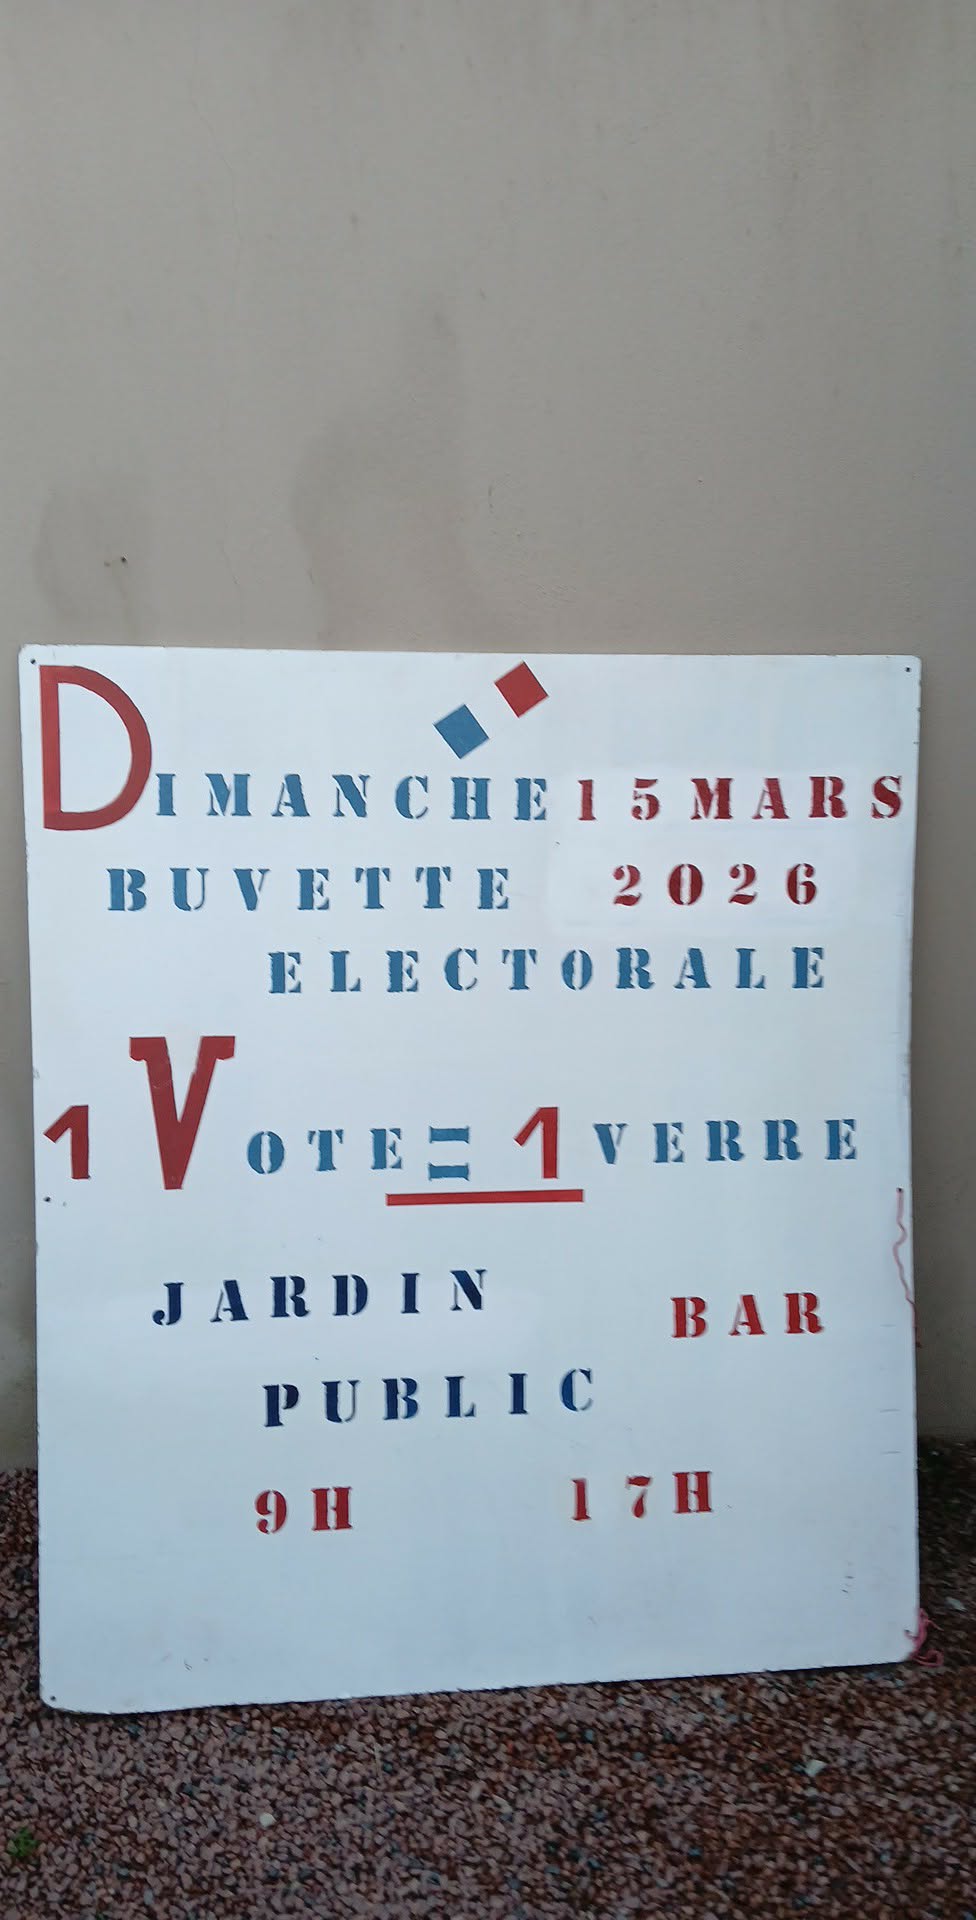 DIMANCHE 15 MARS
BUVETTE 2026
ELECTORALE
1 VOTE = 1 VERRE
JARDIN BAR
PUBLIC
9H 17H